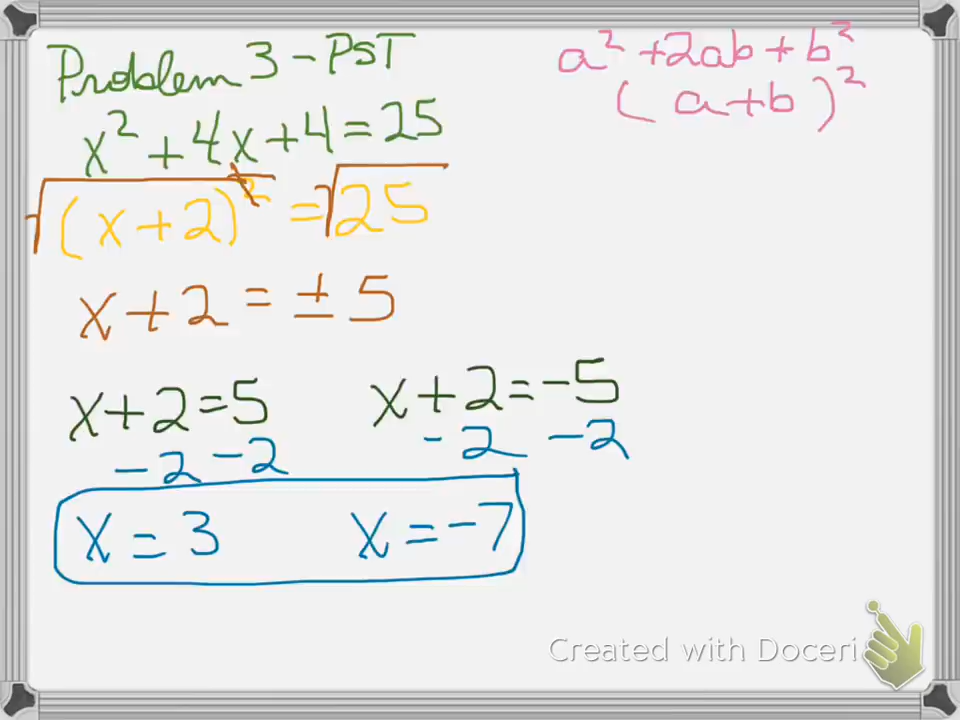 Problem 3 - PST
a² + 2ab + b²
(a+b)²
x² + 4x + 4 = 25
√(x+2)² = √25
x + 2 = ± 5
x+2=5 x+2=-5
-2 -2 -2 -2
x = 3 x = -7
Created with Doceri